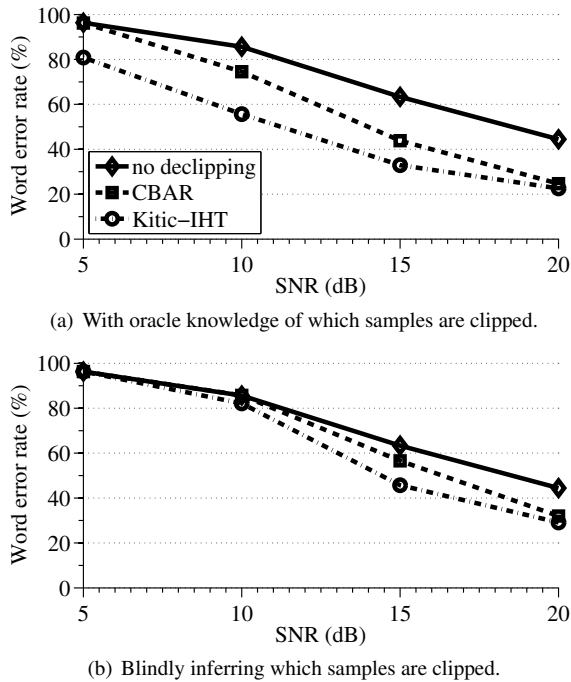 100
80
60
40
20
0
Word error rate (%)
no declipping
CBAR
Kitic−IHT
5
10
15
20
SNR (dB)
(a) With oracle knowledge of which samples are clipped.
100
80
60
40
20
0
Word error rate (%)
5
10
15
20
SNR (dB)
(b) Blindly inferring which samples are clipped.